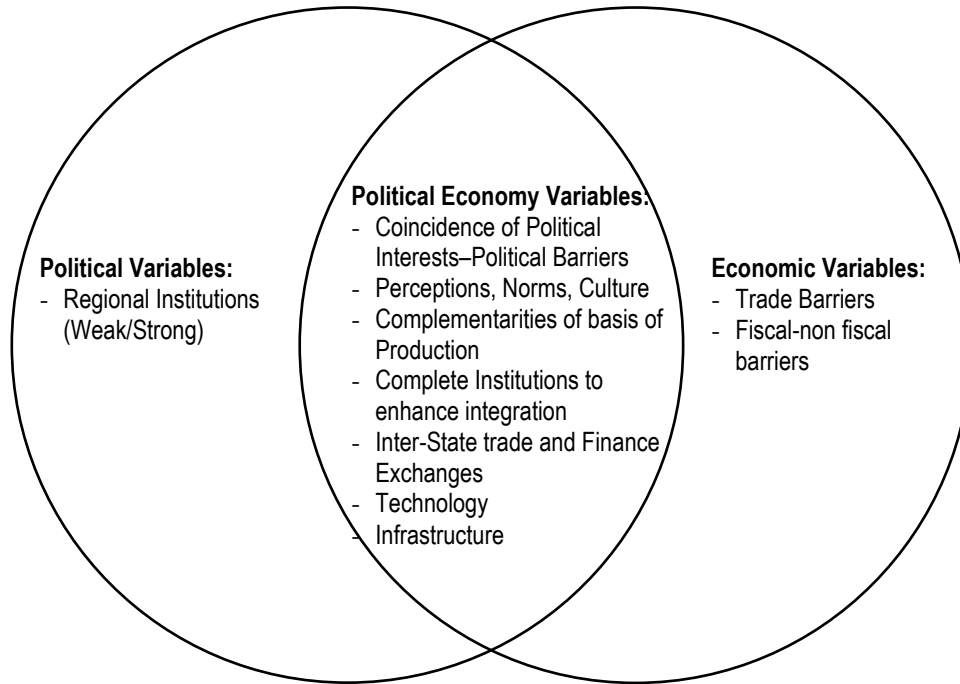 Political Variables:
- Regional Institutions
(Weak/Strong)
Political Economy Variables:
- Coincidence of Political
Interests–Political Barriers
- Perceptions, Norms, Culture
- Complementarities of basis of
Production
- Complete Institutions to
enhance integration
- Inter-State trade and Finance
Exchanges
- Technology
- Infrastructure
Economic Variables:
- Trade Barriers
- Fiscal-non fiscal
barriers